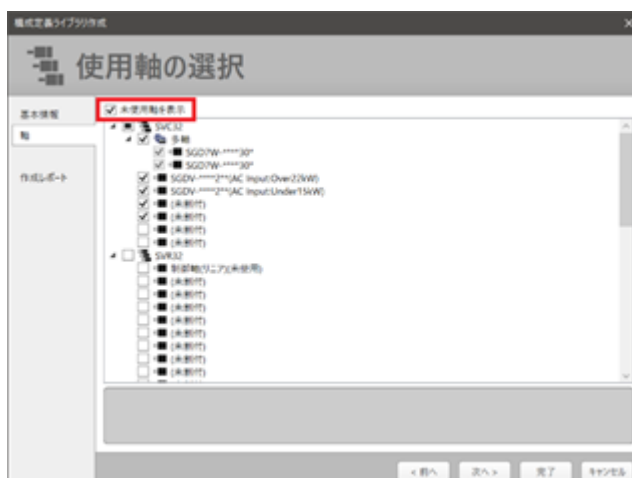 構成定義ライブラリ作成
使用軸の選択
基本情報
軸
作成レポート
未使用軸を表示
SVC32
多軸
SGD7W-****30*
SGD7W-****30*
SGDV-****2**(AC Input:Over22kW)
SGDV-****2**(AC Input:Under15kW)
(未割付)
(未割付)
(未割付)
(未割付)
SVR32
制御軸(リニア)(未使用)
(未割付)
(未割付)
(未割付)
(未割付)
(未割付)
(未割付)
(未割付)
(未割付)
< 前へ
次へ >
完了
キャンセル